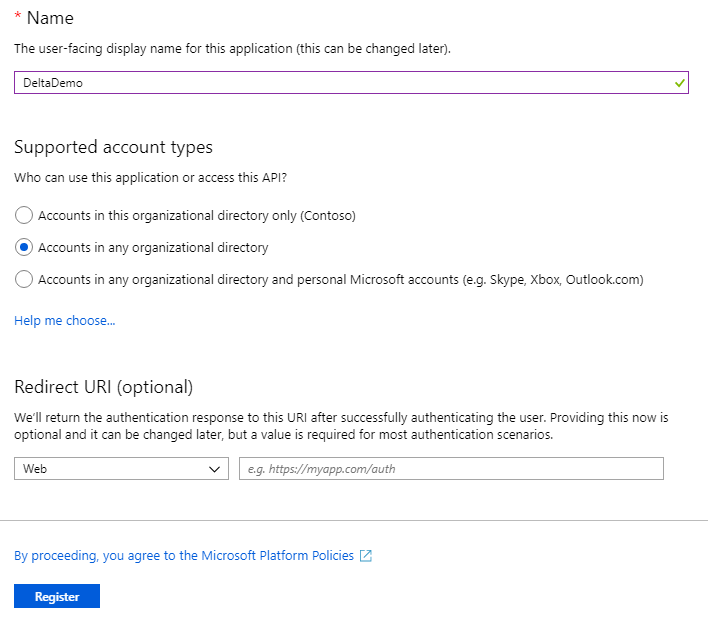 * Name
The user-facing display name for this application (this can be changed later).
DeltaDemo
Supported account types
Who can use this application or access this API?
Accounts in this organizational directory only (Contoso)
Accounts in any organizational directory
Accounts in any organizational directory and personal Microsoft accounts (e.g. Skype, Xbox, Outlook.com)
Help me choose...
Redirect URI (optional)
We'll return the authentication response to this URI after successfully authenticating the user. Providing this now is
optional and it can be changed later, but a value is required for most authentication scenarios.
Web e.g. https://myapp.com/auth
By proceeding, you agree to the Microsoft Platform Policies
Register